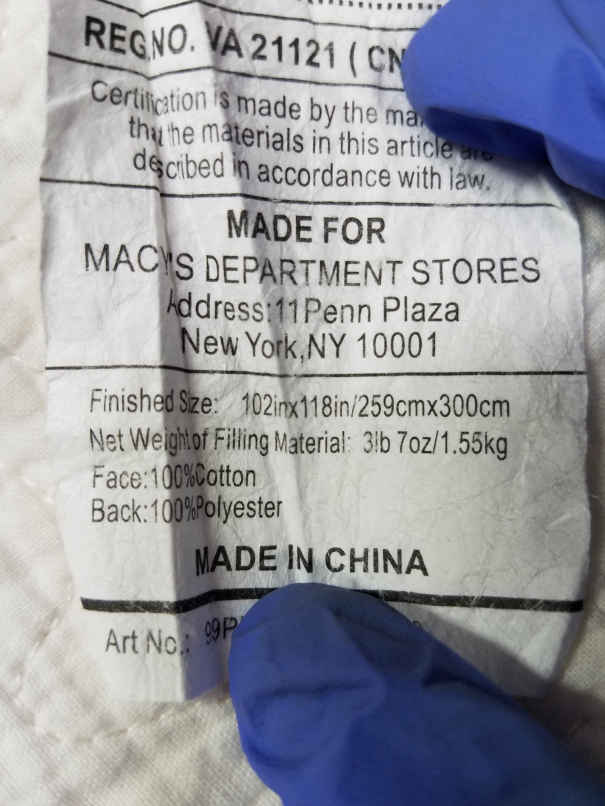 REG.NO. VA 21121 ( CN
Certification is made by the
that the materials in this article are
described in accordance with law.
MADE FOR
MACY'S DEPARTMENT STORES
Address:11Penn Plaza
New York,NY 10001
Finished Size: 102inx118in/259cmx300cm
Net Weight of Filling Material: 3lb 7oz/1.55kg
Face:100%Cotton
Back:100%Polyester
MADE IN CHINA
Art No.: 99P